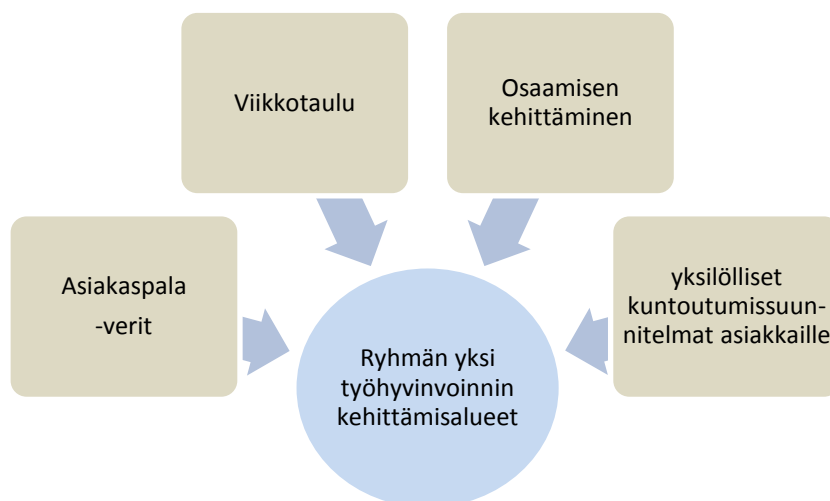 Viikkotaulu
Osaamisen
kehittäminen
Asiakaspala
-verit
yksilölliset
kuntoutumissuun-
nitelmat asiakkaille
Ryhmän yksi
työhyvinvoinnin
kehittämisalueet